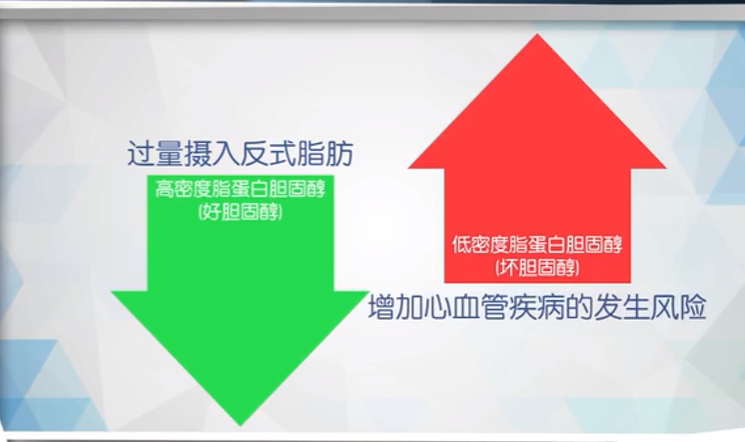 过量摄入反式脂肪
高密度脂蛋白胆固醇
(好胆固醇)
低密度脂蛋白胆固醇
(坏胆固醇)
增加心血管疾病的发生风险